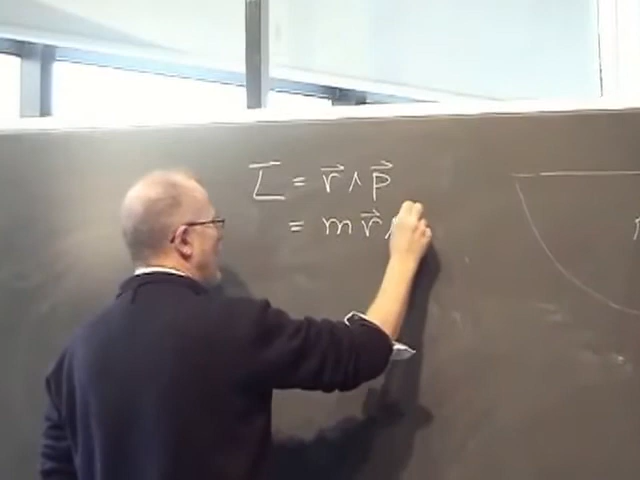 L⃗ = r⃗ ∧ p⃗
= m r⃗ ∧